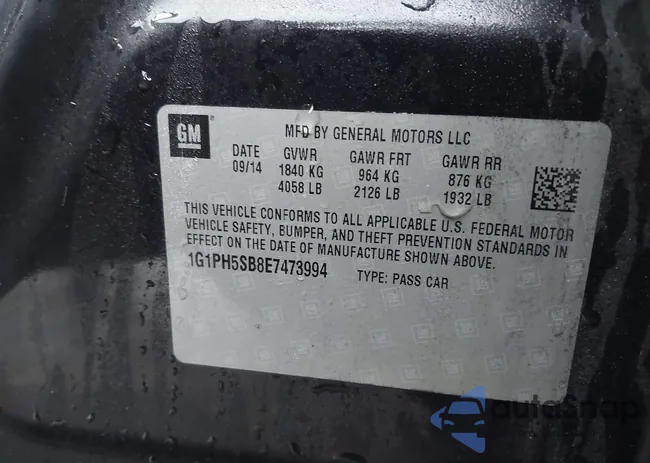 GM
MFD BY GENERAL MOTORS LLC
DATE GVWR GAWR FRT GAWR RR
09/14 1840 KG 964 KG 876 KG
4058 LB 2126 LB 1932 LB
THIS VEHICLE CONFORMS TO ALL APPLICABLE U.S. FEDERAL MOTOR
VEHICLE SAFETY, BUMPER, AND THEFT PREVENTION STANDARDS IN
EFFECT ON THE DATE OF MANUFACTURE SHOWN ABOVE.
1G1PH5SB8E7473994 TYPE: PASS CAR
autoSnap